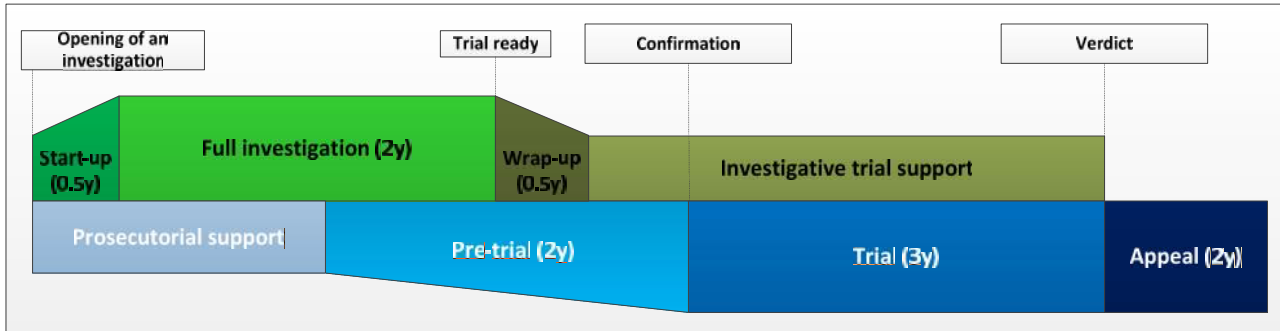 Opening of an
investigation
Trial ready
Confirmation
Verdict
Start-up
(0.5y)
Full investigation (2y)
Wrap-up
(0.5y)
Investigative trial support
Prosecutorial support
Pre-trial (2y)
Trial (3y)
Appeal (2y)